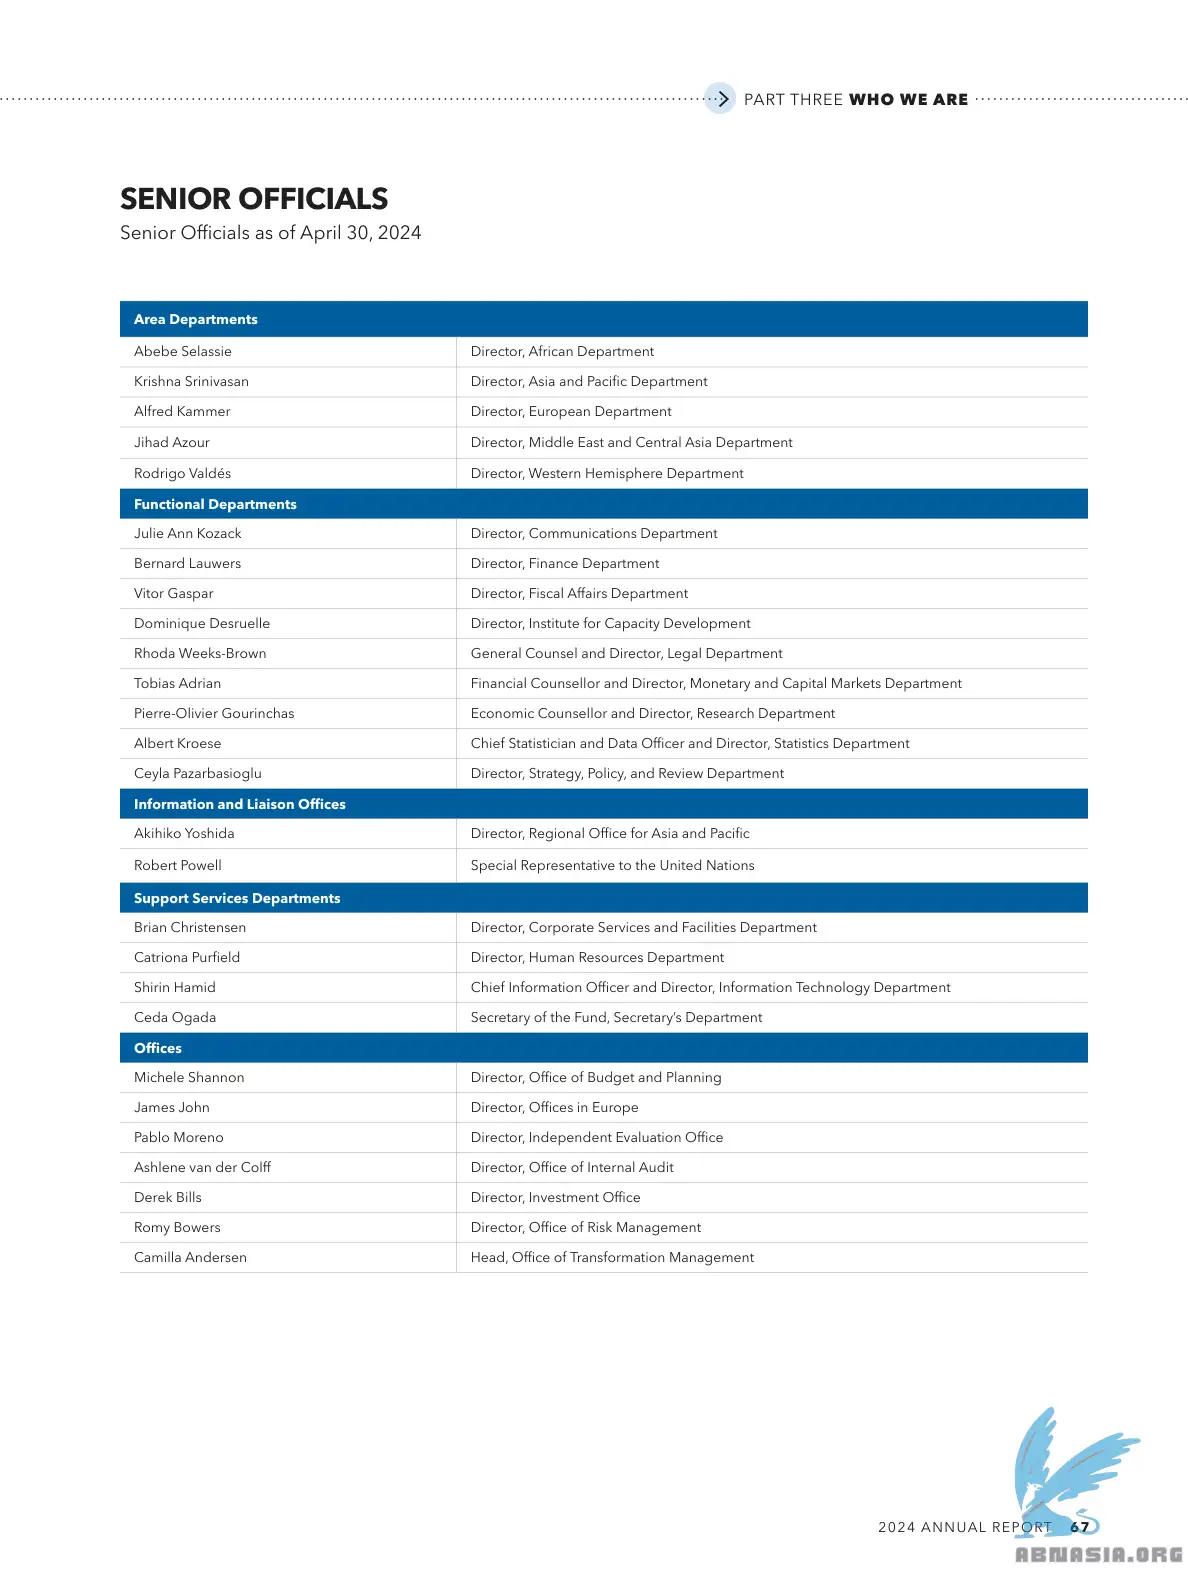 PART THREE WHO WE ARE
SENIOR OFFICIALS
Senior Officials as of April 30, 2024
Area Departments
Abebe Selassie Director, African Department
Krishna Srinivasan Director, Asia and Pacific Department
Alfred Kammer Director, European Department
Jihad Azour Director, Middle East and Central Asia Department
Rodrigo Valdés Director, Western Hemisphere Department
Functional Departments
Julie Ann Kozack Director, Communications Department
Bernard Lauwers Director, Finance Department
Vitor Gaspar Director, Fiscal Affairs Department
Dominique Desruelle Director, Institute for Capacity Development
Rhoda Weeks-Brown General Counsel and Director, Legal Department
Tobias Adrian Financial Counsellor and Director, Monetary and Capital Markets Department
Pierre-Olivier Gourinchas Economic Counsellor and Director, Research Department
Albert Kroese Chief Statistician and Data Officer and Director, Statistics Department
Ceyla Pazarbasioglu Director, Strategy, Policy, and Review Department
Information and Liaison Offices
Akihiko Yoshida Director, Regional Office for Asia and Pacific
Robert Powell Special Representative to the United Nations
Support Services Departments
Brian Christensen Director, Corporate Services and Facilities Department
Catriona Purfield Director, Human Resources Department
Shirin Hamid Chief Information Officer and Director, Information Technology Department
Ceda Ogada Secretary of the Fund, Secretary’s Department
Offices
Michele Shannon Director, Office of Budget and Planning
James John Director, Offices in Europe
Pablo Moreno Director, Independent Evaluation Office
Ashlene van der Colff Director, Office of Internal Audit
Derek Bills Director, Investment Office
Romy Bowers Director, Office of Risk Management
Camilla Andersen Head, Office of Transformation Management
2024 ANNUAL REPORT 67
ABNASIA.ORG